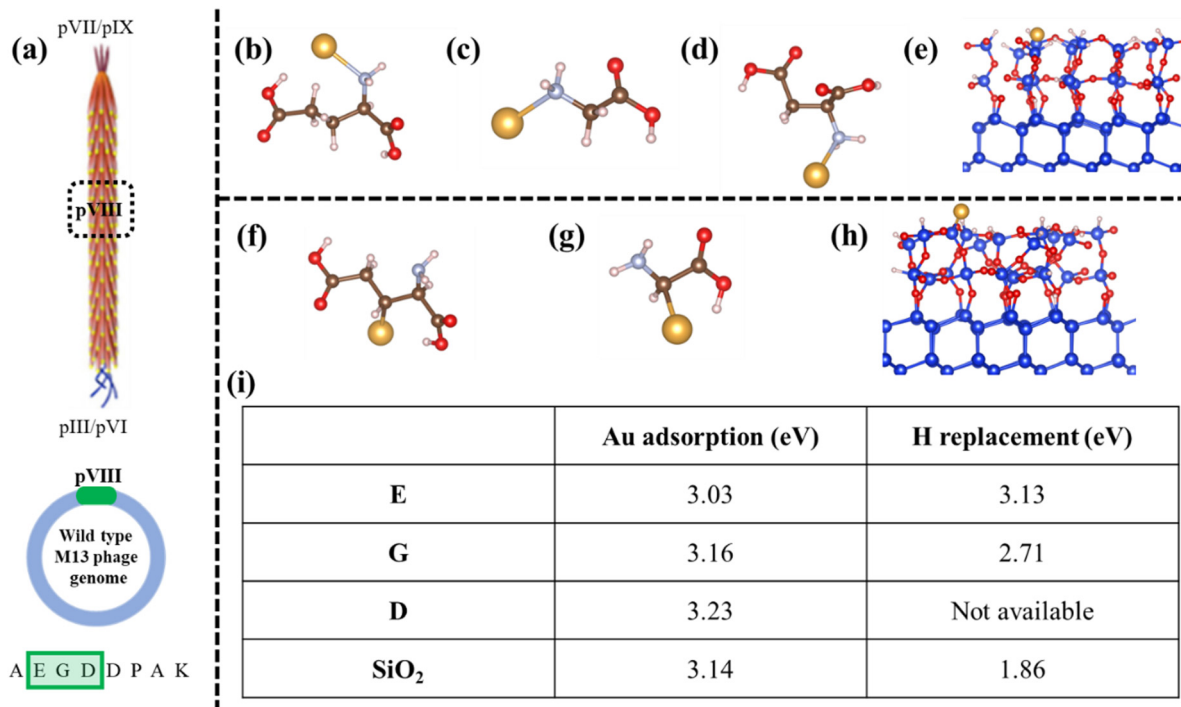 (a)
pVII/pIX
pVIII
pIII/pVI
pVIII
Wild type
M13 phage
genome
A E G D D P A K
(b)
(c)
(d)
(e)
(f)
(g)
(h)
(i)
Au adsorption (eV) H replacement (eV)
E 3.03 3.13
G 3.16 2.71
D 3.23 Not available
SiO₂ 3.14 1.86